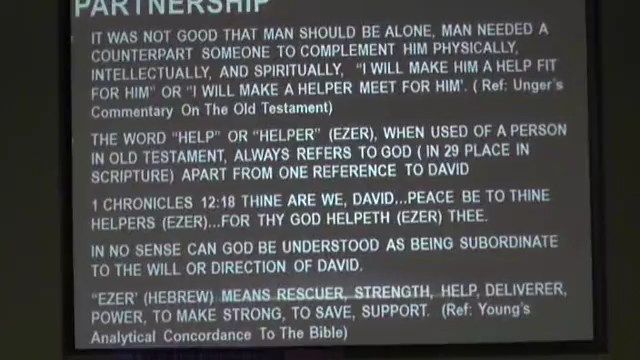 PARTNERSHIP
IT WAS NOT GOOD THAT MAN SHOULD BE ALONE, MAN NEEDED A
COUNTERPART SOMEONE TO COMPLEMENT HIM PHYSICALLY,
INTELLECTUALLY, AND SPIRITUALLY, "I WILL MAKE HIM A HELP FIT
FOR HIM" OR "I WILL MAKE A HELPER MEET FOR HIM'. ( Ref: Unger's
Commentary On The Old Testament)
THE WORD "HELP" OR "HELPER" (EZER), WHEN USED OF A PERSON
IN OLD TESTAMENT, ALWAYS REFERS TO GOD ( IN 29 PLACE IN
SCRIPTURE) APART FROM ONE REFERENCE TO DAVID
1 CHRONICLES 12:18 THINE ARE WE, DAVID...PEACE BE TO THINE
HELPERS (EZER)...FOR THY GOD HELPETH (EZER) THEE.
IN NO SENSE CAN GOD BE UNDERSTOOD AS BEING SUBORDINATE
TO THE WILL OR DIRECTION OF DAVID.
"EZER' (HEBREW) MEANS RESCUER, STRENGTH, HELP, DELIVERER,
POWER, TO MAKE STRONG, TO SAVE, SUPPORT. (Ref: Young's
Analytical Concordance To The Bible)